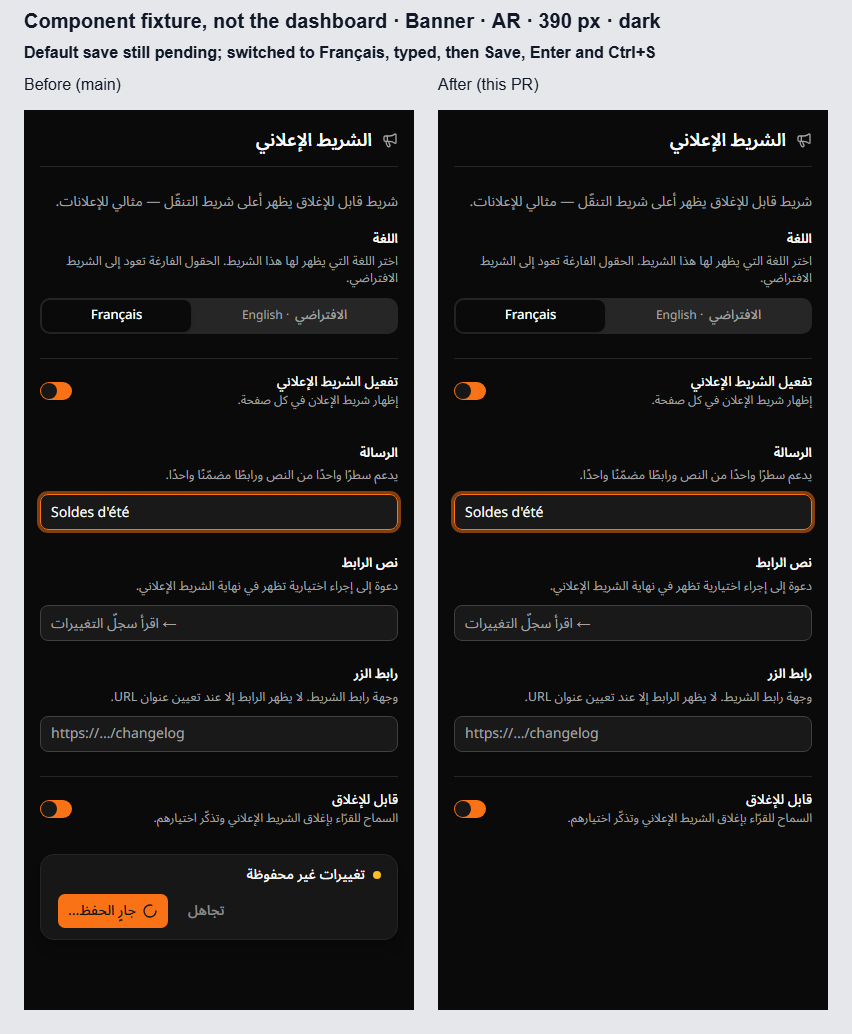 Component fixture, not the dashboard · Banner · AR · 390 px · dark
Default save still pending; switched to Français, typed, then Save, Enter and Ctrl+S
Before (main)
الشريط الإعلاني
شريط قابل للإغلاق يظهر أعلى شريط التنقّل — مثالي للإعلانات.
اللغة
اختر اللغة التي يظهر لها هذا الشريط. الحقول الفارغة تعود إلى الشريط
الافتراضي.
الافتراضي · English
Français
تفعيل الشريط الإعلاني
إظهار شريط الإعلان في كل صفحة.
الرسالة
يدعم سطرًا واحدًا من النص ورابطًا مضمّنًا واحدًا.
Soldes d'été
نص الرابط
دعوة إلى إجراء اختيارية تظهر في نهاية الشريط الإعلاني.
اقرأ سجلّ التغييرات ←
رابط الزر
وجهة رابط الشريط. لا يظهر الرابط إلا عند تعيين عنوان URL.
https://.../changelog
قابل للإغلاق
السماح للقرّاء بإغلاق الشريط الإعلاني وتذكّر اختيارهم.
تغييرات غير محفوظة
تجاهل
جارٍ الحفظ...
After (this PR)
الشريط الإعلاني
شريط قابل للإغلاق يظهر أعلى شريط التنقّل — مثالي للإعلانات.
اللغة
اختر اللغة التي يظهر لها هذا الشريط. الحقول الفارغة تعود إلى الشريط
الافتراضي.
الافتراضي · English
Français
تفعيل الشريط الإعلاني
إظهار شريط الإعلان في كل صفحة.
الرسالة
يدعم سطرًا واحدًا من النص ورابطًا مضمّنًا واحدًا.
Soldes d'été
نص الرابط
دعوة إلى إجراء اختيارية تظهر في نهاية الشريط الإعلاني.
اقرأ سجلّ التغييرات ←
رابط الزر
وجهة رابط الشريط. لا يظهر الرابط إلا عند تعيين عنوان URL.
https://.../changelog
قابل للإغلاق
السماح للقرّاء بإغلاق الشريط الإعلاني وتذكّر اختيارهم.